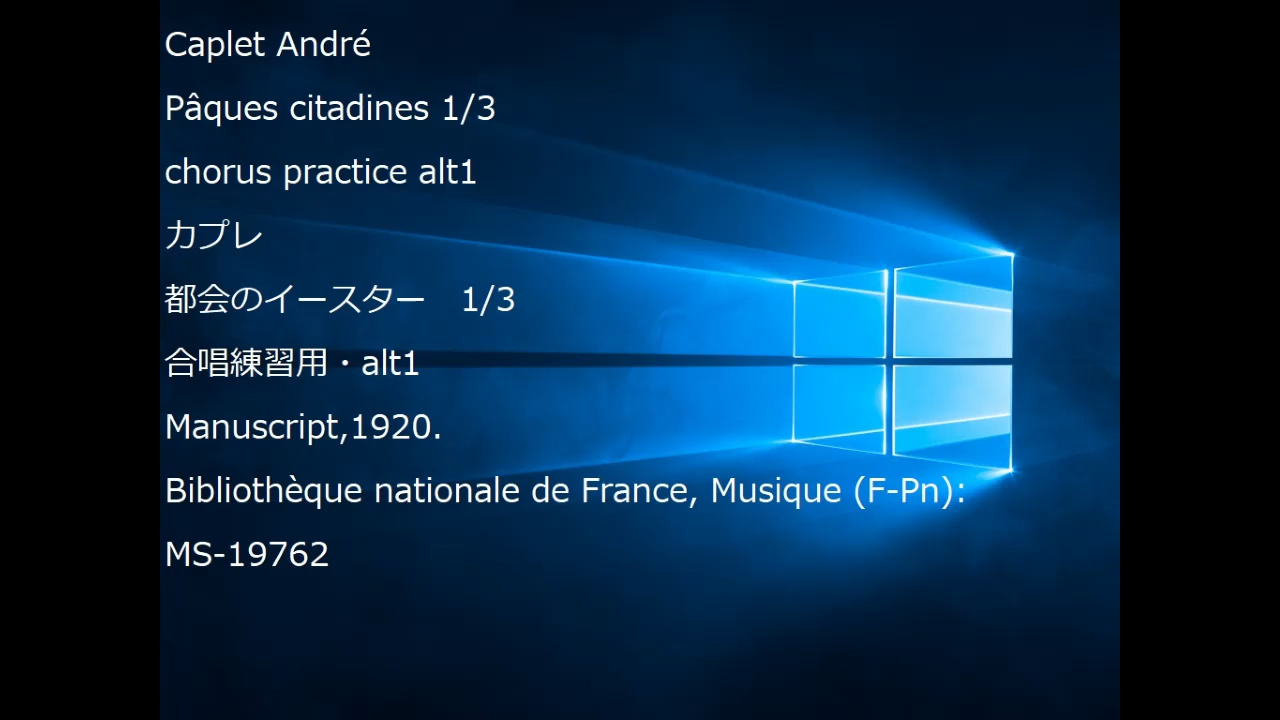 Caplet André
Pâques citadines 1/3
chorus practice alt1
カプレ
都会のイースター　1/3
合唱練習用・alt1
Manuscript,1920.
Bibliothèque nationale de France, Musique (F-Pn):
MS-19762